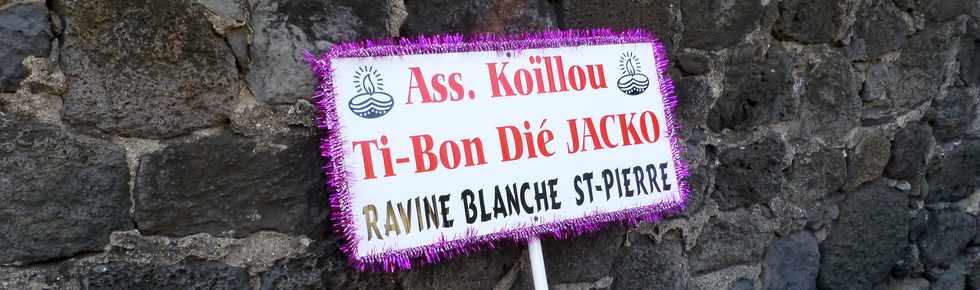 Ass. Koïllou
Ti-Bon Dié JACKO
RAVINE BLANCHE ST-PIERRE